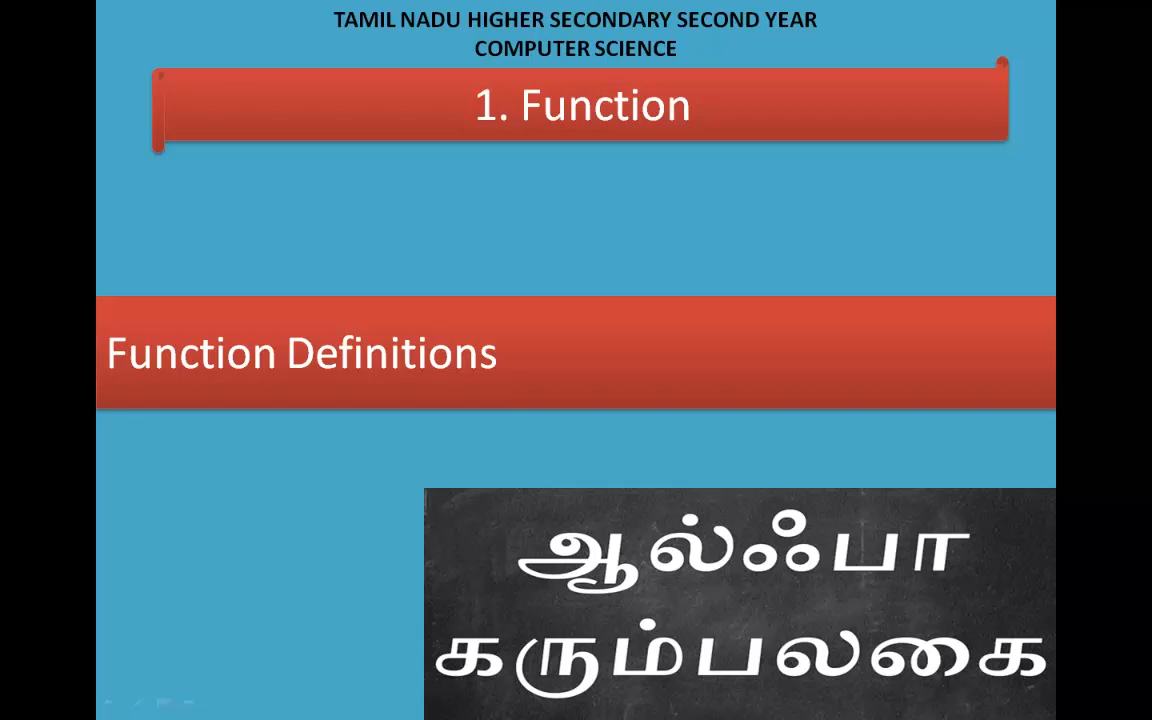 TAMIL NADU HIGHER SECONDARY SECOND YEAR
COMPUTER SCIENCE
1. Function
Function Definitions
ஆல்ஃபா
கரும்பலகை